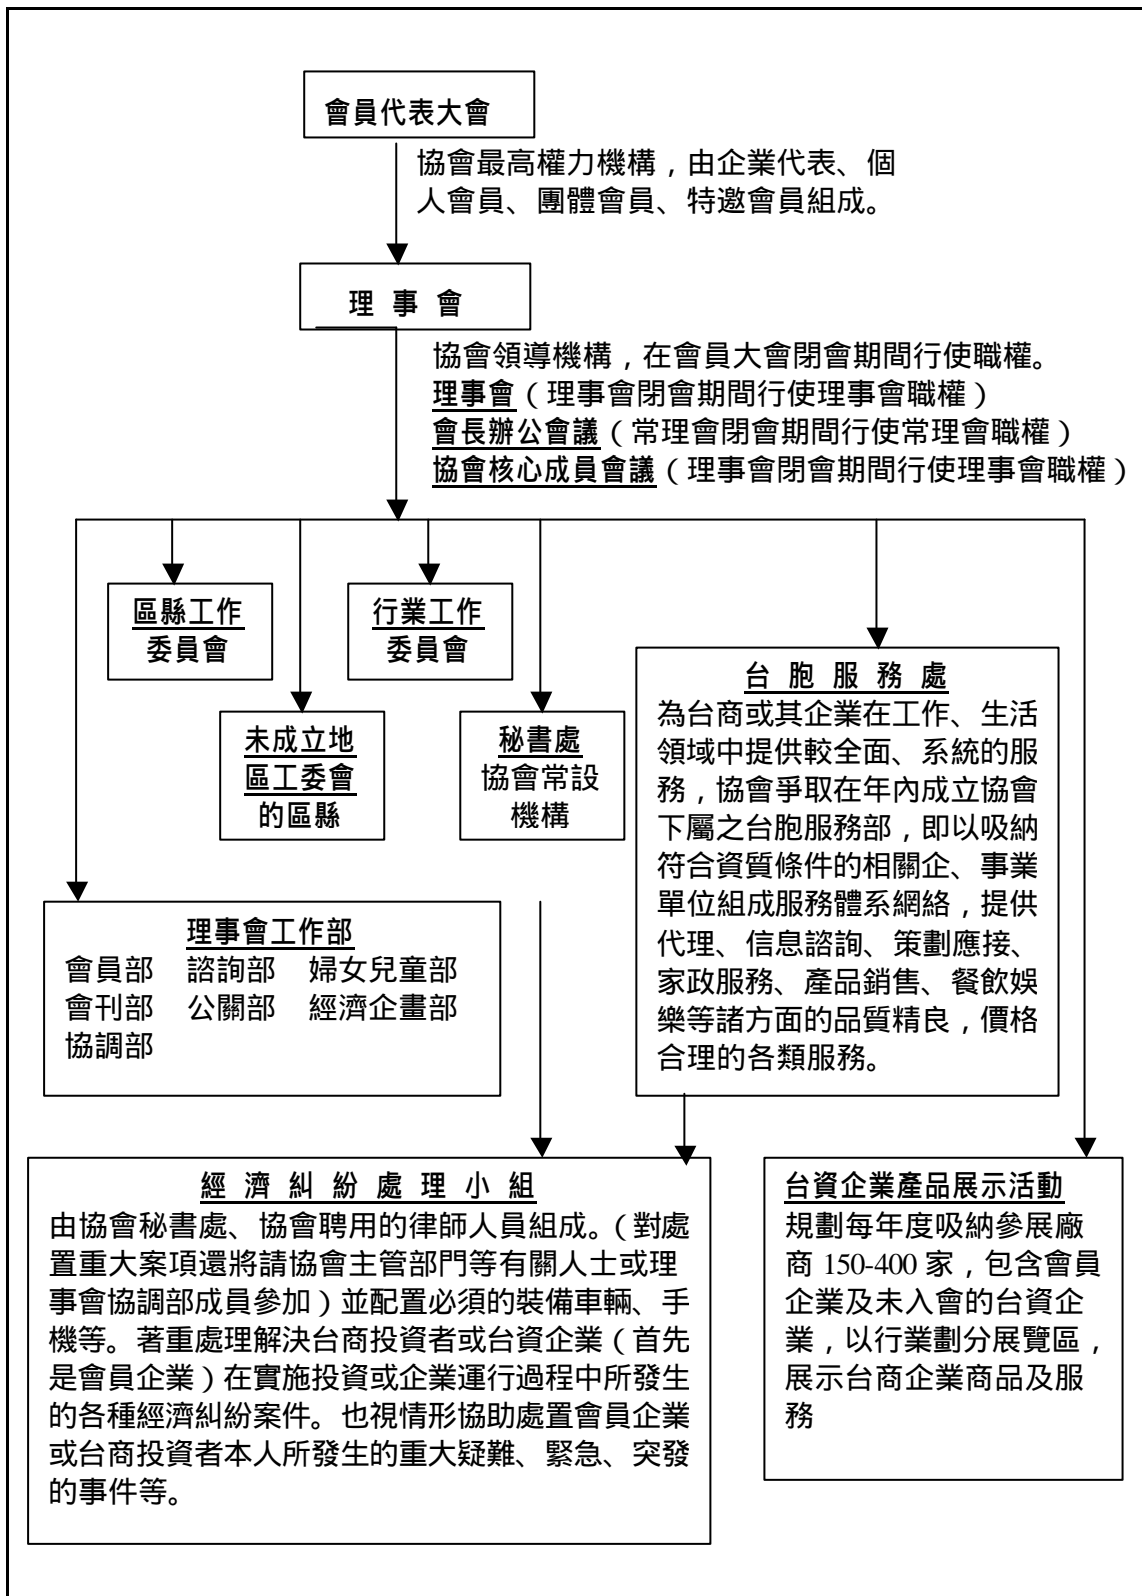 會員代表大會
協會最高權力機構，由企業代表、個
人會員、團體會員、特邀會員組成。
理 事 會
協會領導機構，在會員大會閉會期間行使職權。
理事會（理事會閉會期間行使理事會職權）
會長辦公會議（常理會閉會期間行使常理會職權）
協會核心成員會議（理事會閉會期間行使理事會職權）
區縣工作
委員會
行業工作
委員會
未成立地
區工委會
的區縣
秘書處
協會常設
機構
台 胞 服 務 處
為台商或其企業在工作、生活
領域中提供較全面、系統的服
務，協會爭取在年內成立協會
下屬之台胞服務部，即以吸納
符合資質條件的相關企、事業
單位組成服務體系網絡，提供
代理、信息諮詢、策劃應接、
家政服務、產品銷售、餐飲娛
樂等諸方面的品質精良，價格
合理的各類服務。
理事會工作部
會員部 諮詢部 婦女兒童部
會刊部 公關部 經濟企畫部
協調部
經 濟 糾 紛 處 理 小 組
由協會秘書處、協會聘用的律師人員組成。（對處
置重大案項還將請協會主管部門等有關人士或理
事會協調部成員參加）並配置必須的裝備車輛、手
機等。著重處理解決台商投資者或台資企業（首先
是會員企業）在實施投資或企業運行過程中所發生
的各種經濟糾紛案件。也視情形協助處置會員企業
或台商投資者本人所發生的重大疑難、緊急、突發
的事件等。
台資企業產品展示活動
規劃每年度吸納參展廠
商 150-400 家，包含會員
企業及未入會的台資企
業，以行業劃分展覽區，
展示台商企業商品及服
務